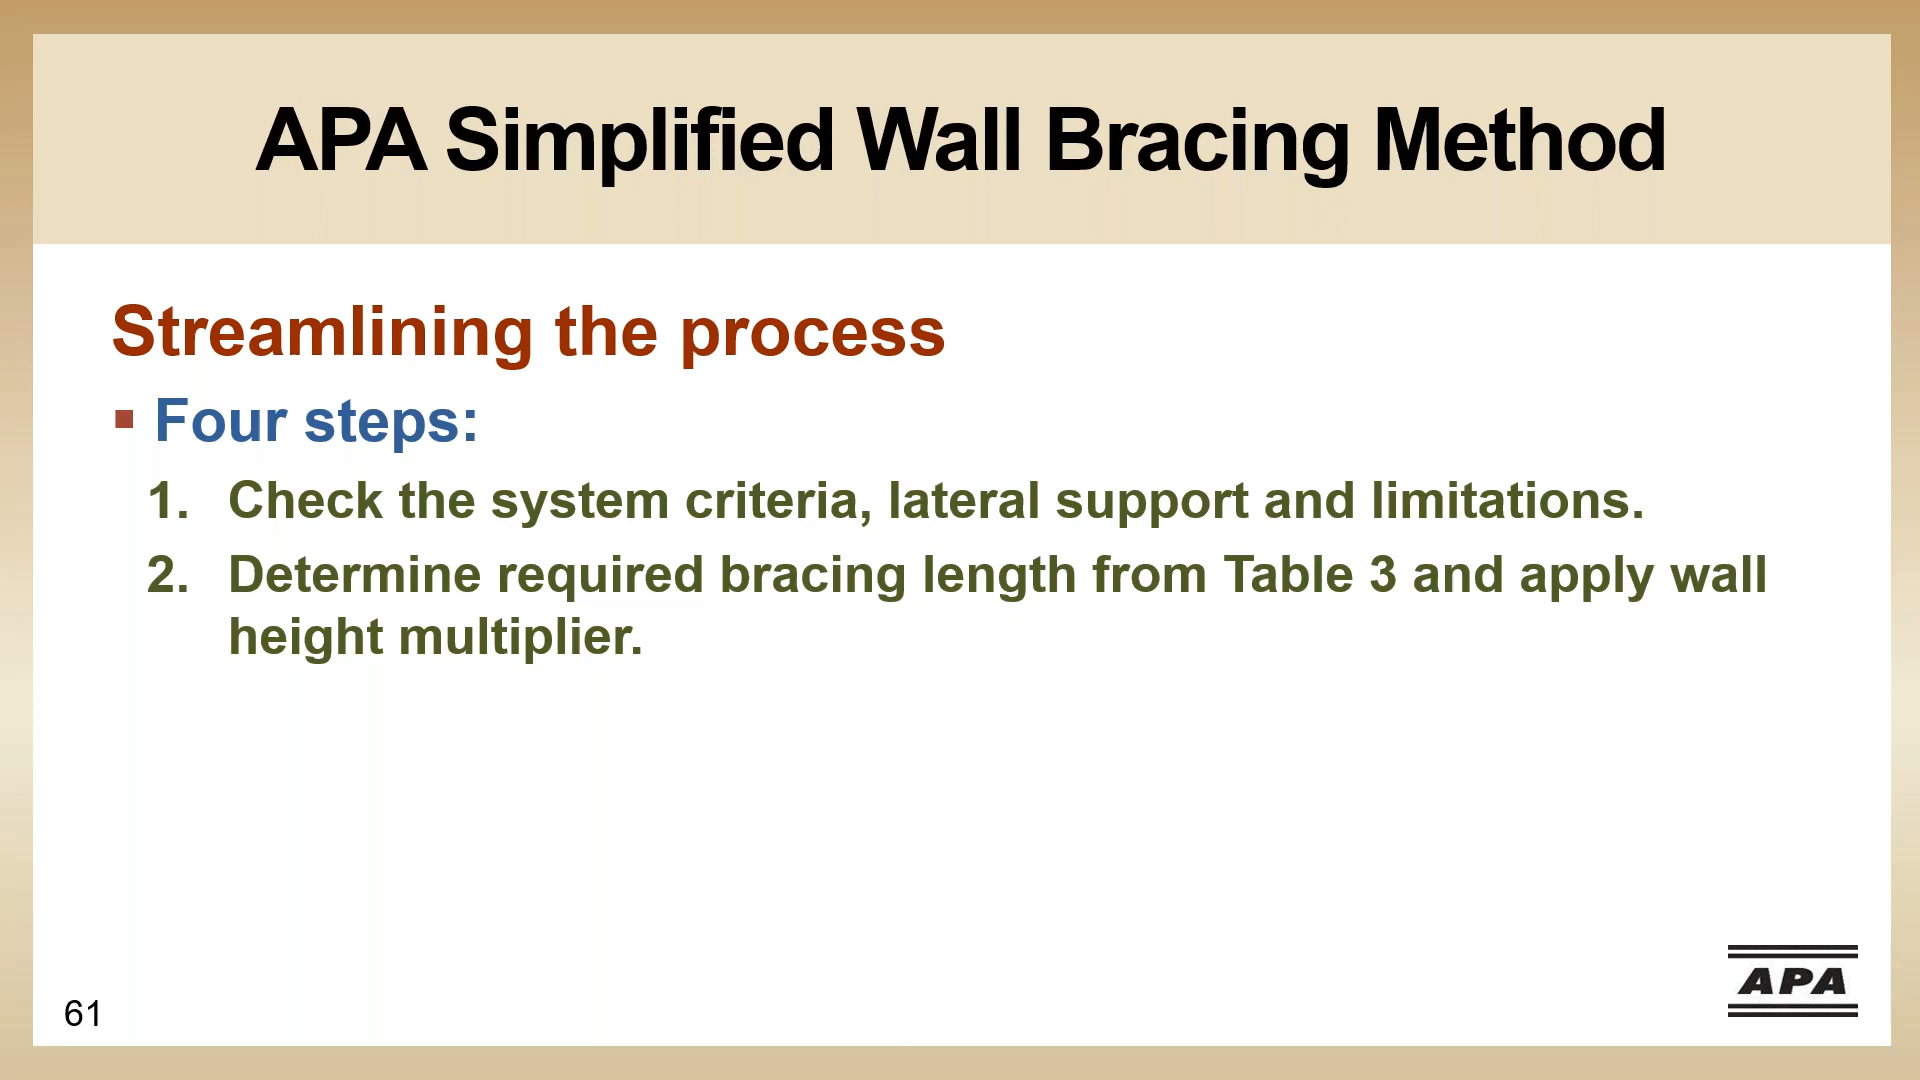 APA Simplified Wall Bracing Method
Streamlining the process
▪ Four steps:
1. Check the system criteria, lateral support and limitations.
2. Determine required bracing length from Table 3 and apply wall
height multiplier.
APA
61